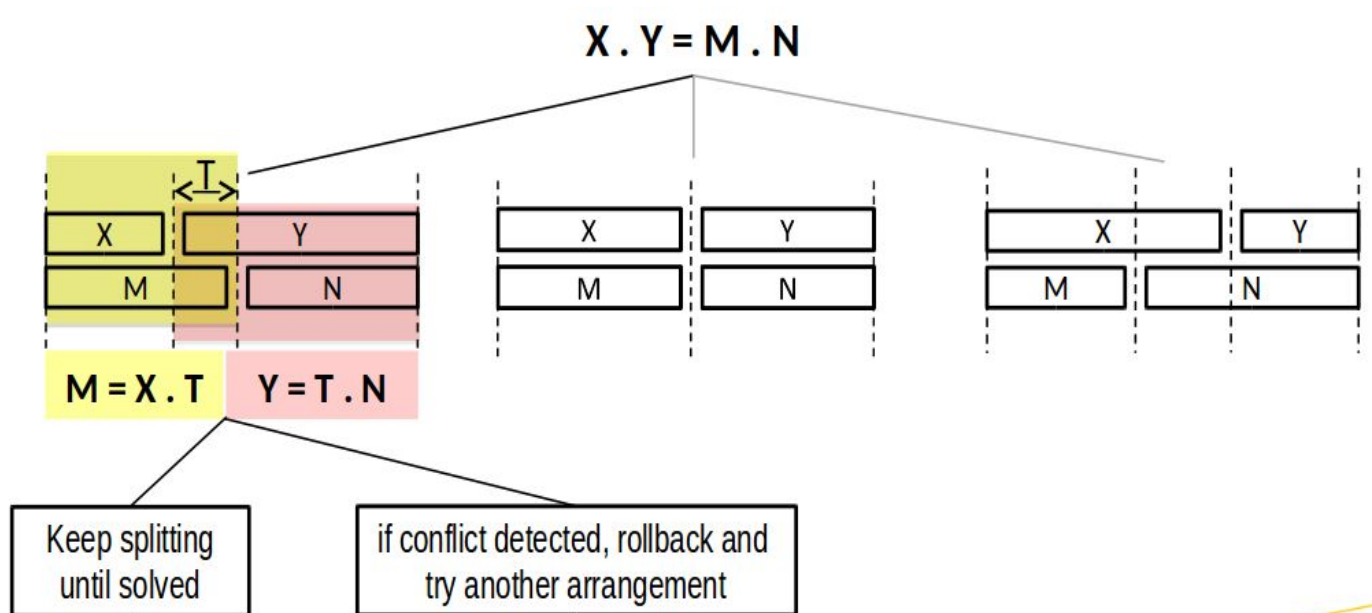 X . Y = M . N
T
X Y
M N
X Y
M N
X Y
M N
M = X . T Y = T . N
Keep splitting
until solved
if conflict detected, rollback and
try another arrangement